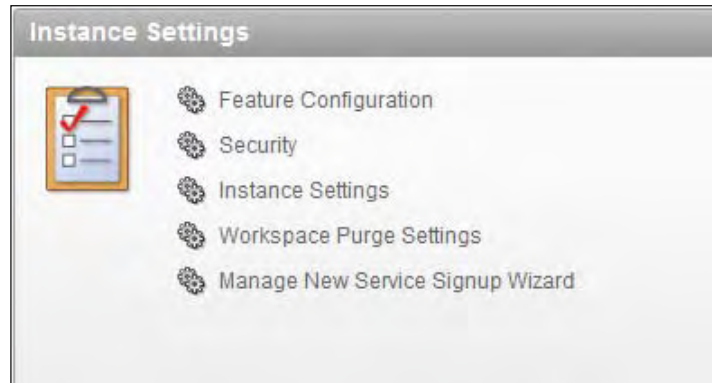 Instance Settings
Feature Configuration
Security
Instance Settings
Workspace Purge Settings
Manage New Service Signup Wizard